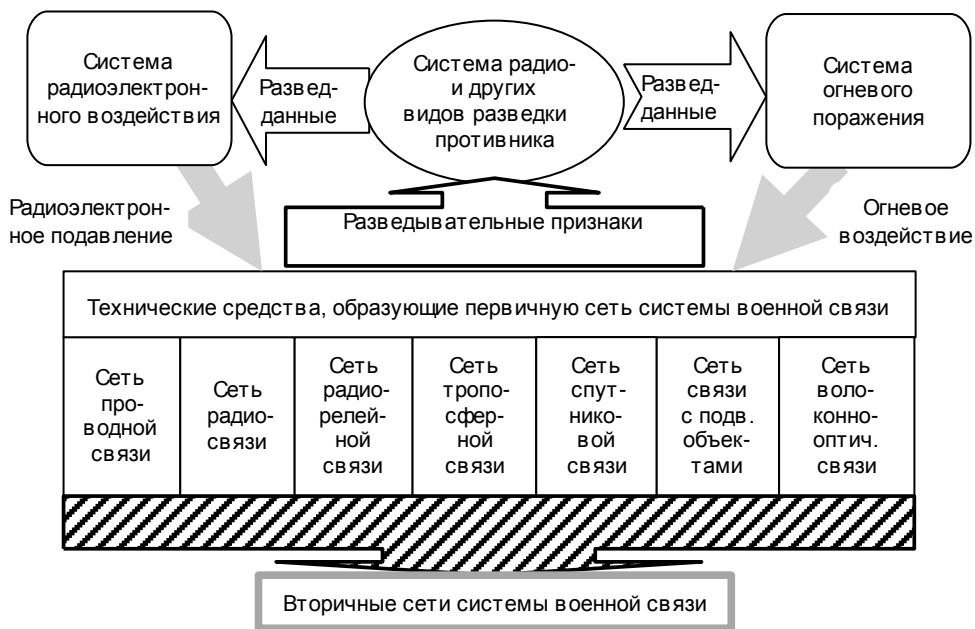 Система
радиоэлектрон-
ного воздействия
Развед-
данные
Система радио-
и других
видов разведки
противника
Развед-
данные
Система
огневого
поражения
Радиоэлектрон-
ное подавление
Разведывательные признаки
Огневое
воздействие
Технические средства, образующие первичную сеть системы военной связи
Сеть
про-
водной
связи
Сеть
радио-
связи
Сеть
радио-
релей-
ной
связи
Сеть
тропо-
сфер-
ной
связи
Сеть
спут-
нико-
вой
связи
Сеть
связи
с подв.
объек-
тами
Сеть
воло-
конно-
оптич.
связи
Вторичные сети системы военной связи